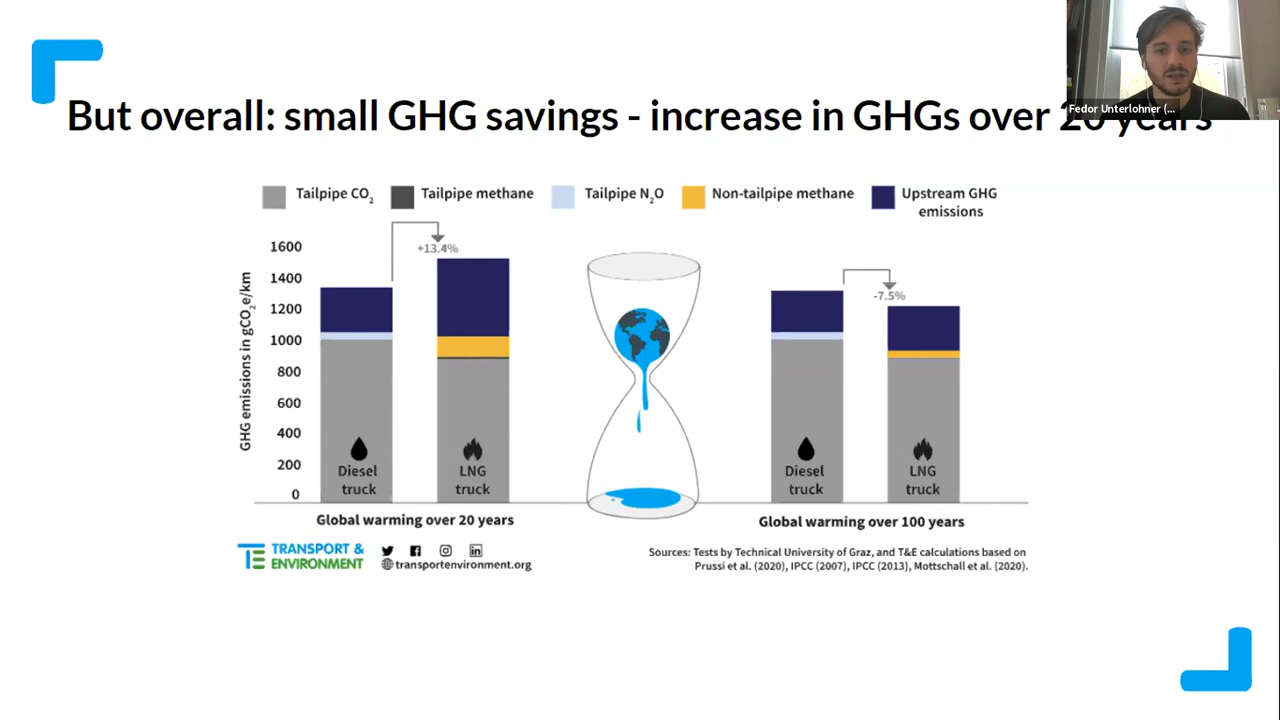 Fedor Unterlohner (...
But overall: small GHG savings - increase in GHGs over 20 years
Tailpipe CO2
Tailpipe methane
Tailpipe N2O
Non-tailpipe methane
Upstream GHG
emissions
GHG emissions in gCO2e/km
1600
1400
1200
1000
800
600
400
200
0
+13.4%
-7.5%
Diesel
truck
LNG
truck
Diesel
truck
LNG
truck
Global warming over 20 years
Global warming over 100 years
TE TRANSPORT &
ENVIRONMENT
transportenvironment.org
Sources: Tests by Technical University of Graz, and T&E calculations based on
Prussi et al. (2020), IPCC (2007), IPCC (2013), Mottschall et al. (2020).